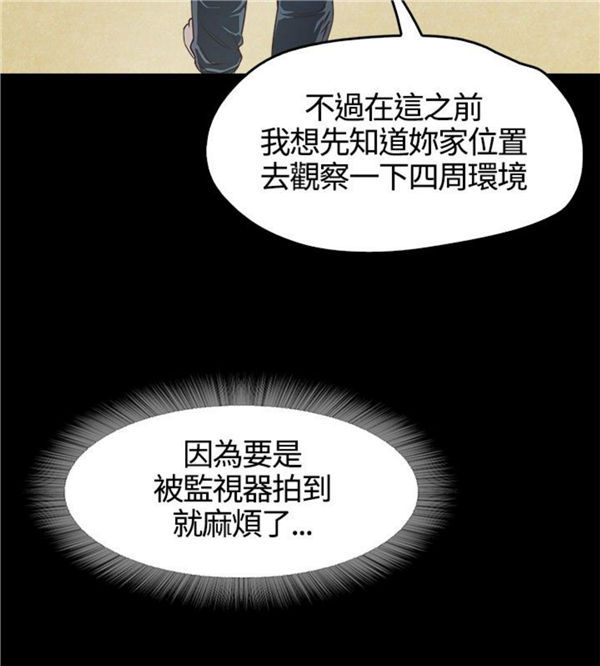 不過在這之前
我想先知道妳家位置
去觀察一下四周環境
因為要是
被監視器拍到
就麻煩了...